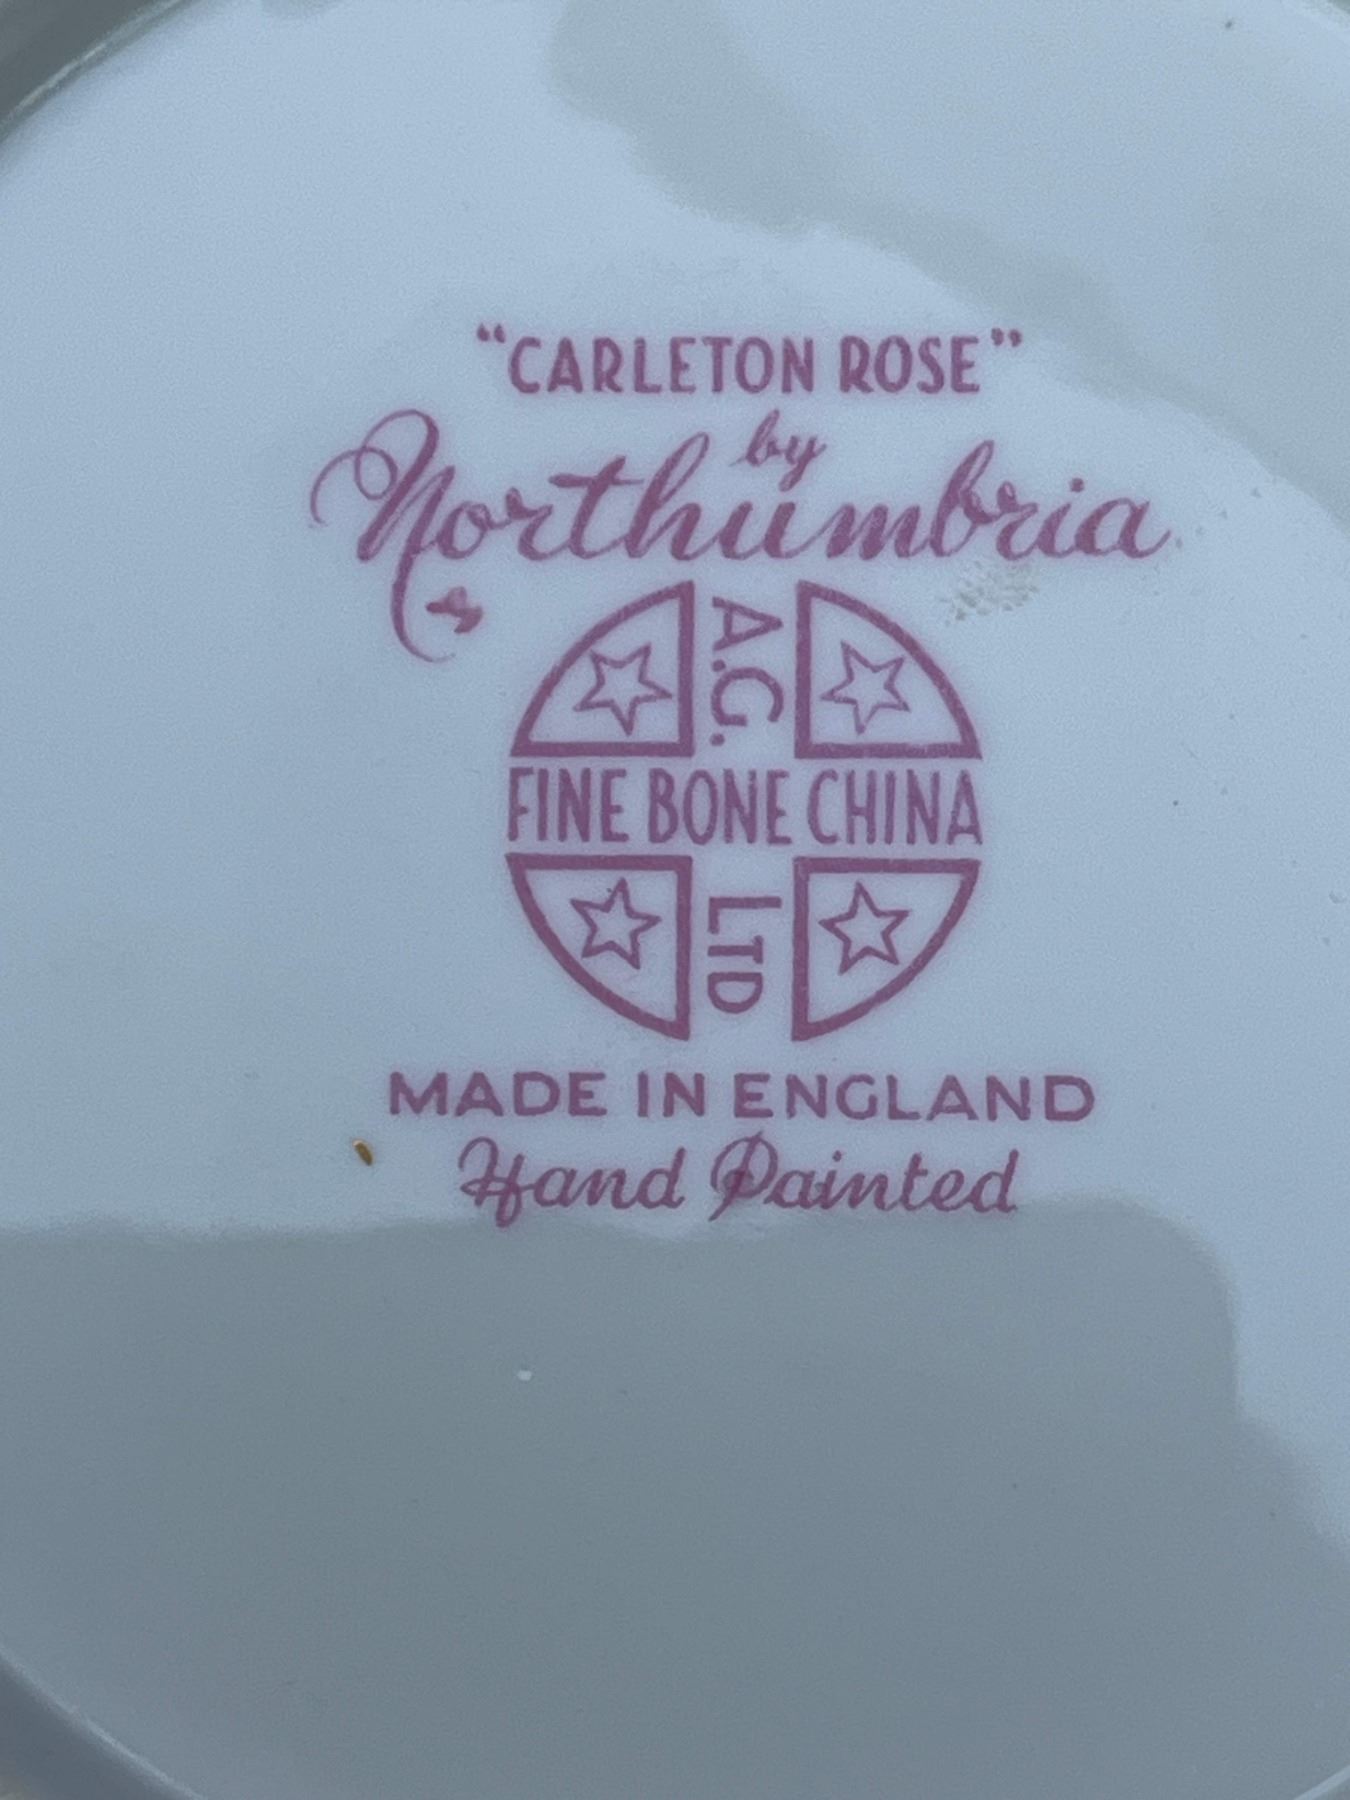 “CARLETON ROSE”
by
Northumbria
A.C.
FINE BONE CHINA
LTD
MADE IN ENGLAND
Hand Painted